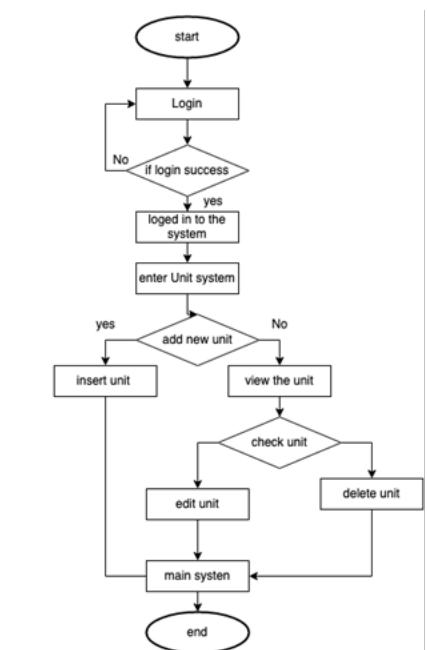 start
Login
No
if login success
yes
loged in to the
system
enter Unit system
yes
No
add new unit
insert unit
view the unit
check unit
edit unit
delete unit
main systen
end